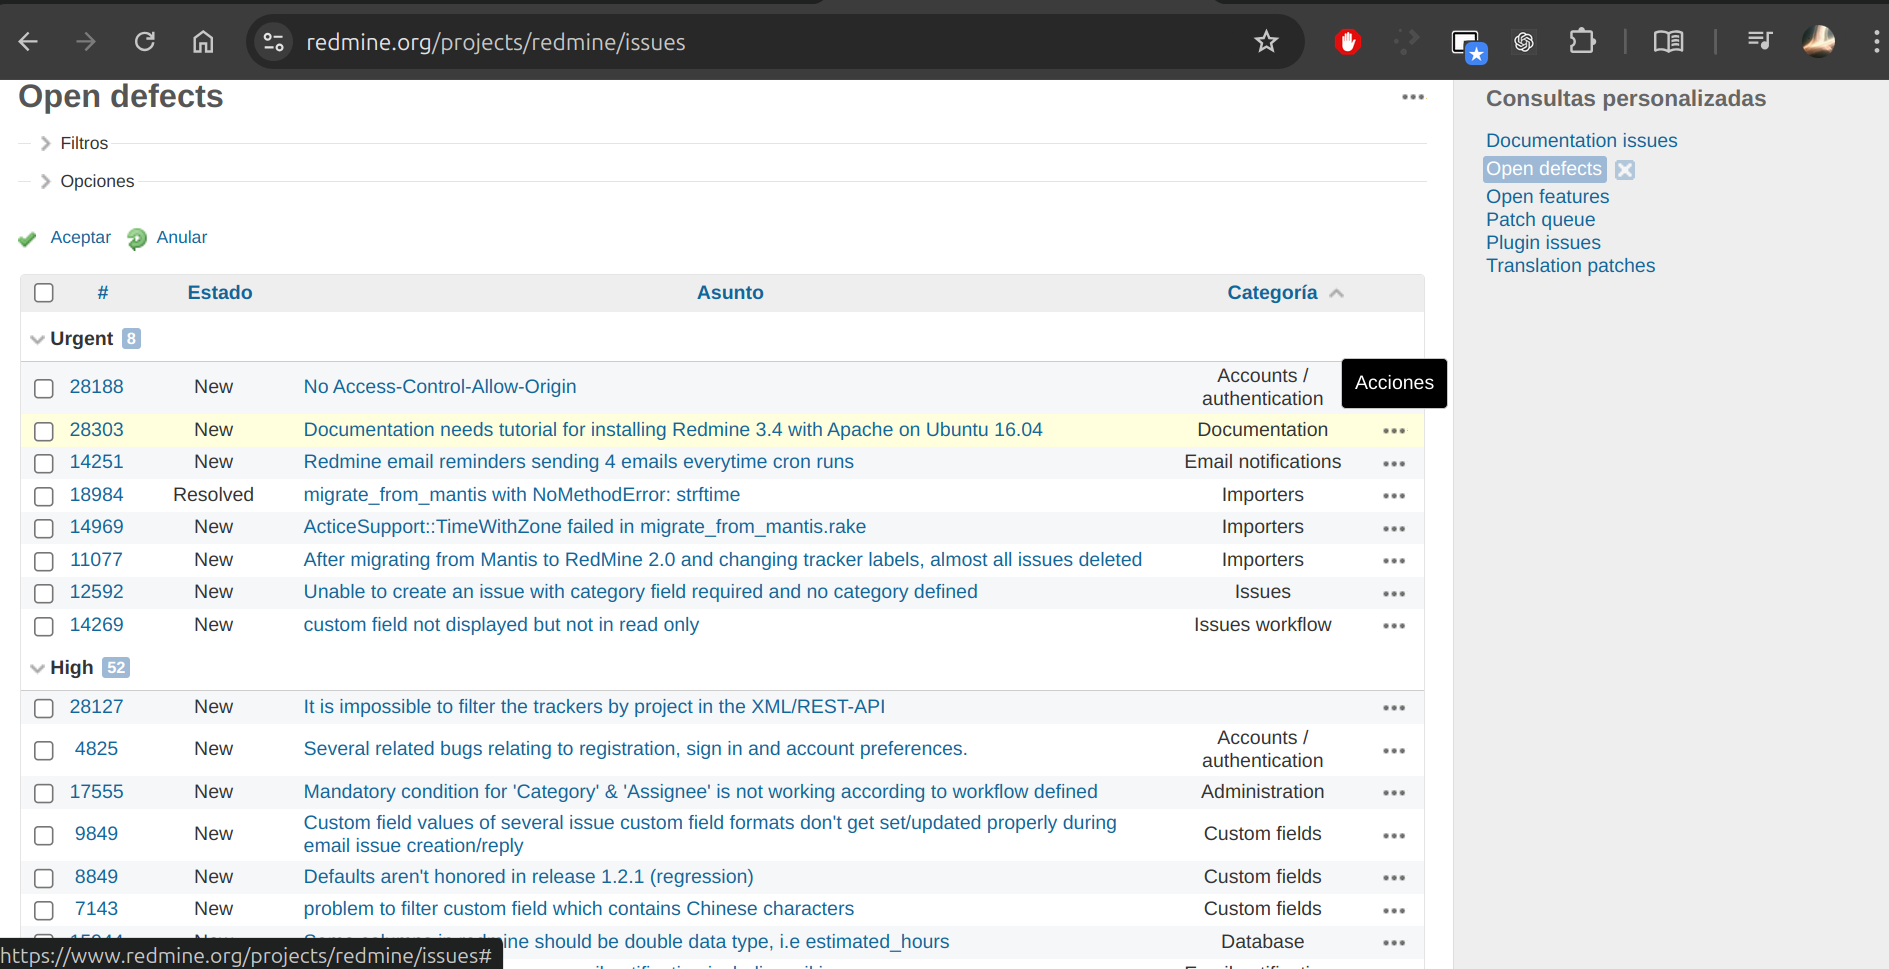 redmine.org/projects/redmine/issues
Open defects
Filtros
Opciones
Aceptar Anular
# Estado Asunto Categoría
Urgent 8
28188 New No Access-Control-Allow-Origin Accounts / authentication
Acciones
28303 New Documentation needs tutorial for installing Redmine 3.4 with Apache on Ubuntu 16.04 Documentation
14251 New Redmine email reminders sending 4 emails everytime cron runs Email notifications
18984 Resolved migrate_from_mantis with NoMethodError: strftime Importers
14969 New ActiceSupport::TimeWithZone failed in migrate_from_mantis.rake Importers
11077 New After migrating from Mantis to RedMine 2.0 and changing tracker labels, almost all issues deleted Importers
12592 New Unable to create an issue with category field required and no category defined Issues
14269 New custom field not displayed but not in read only Issues workflow
High 52
28127 New It is impossible to filter the trackers by project in the XML/REST-API
4825 New Several related bugs relating to registration, sign in and account preferences. Accounts / authentication
17555 New Mandatory condition for 'Category' & 'Assignee' is not working according to workflow defined Administration
9849 New Custom field values of several issue custom field formats don't get set/updated properly during
email issue creation/reply Custom fields
8849 New Defaults aren't honored in release 1.2.1 (regression) Custom fields
7143 New problem to filter custom field which contains Chinese characters Custom fields
should be double data type, i.e estimated_hours Database
https://www.redmine.org/projects/redmine/issues#
Consultas personalizadas
Documentation issues
Open defects
Open features
Patch queue
Plugin issues
Translation patches